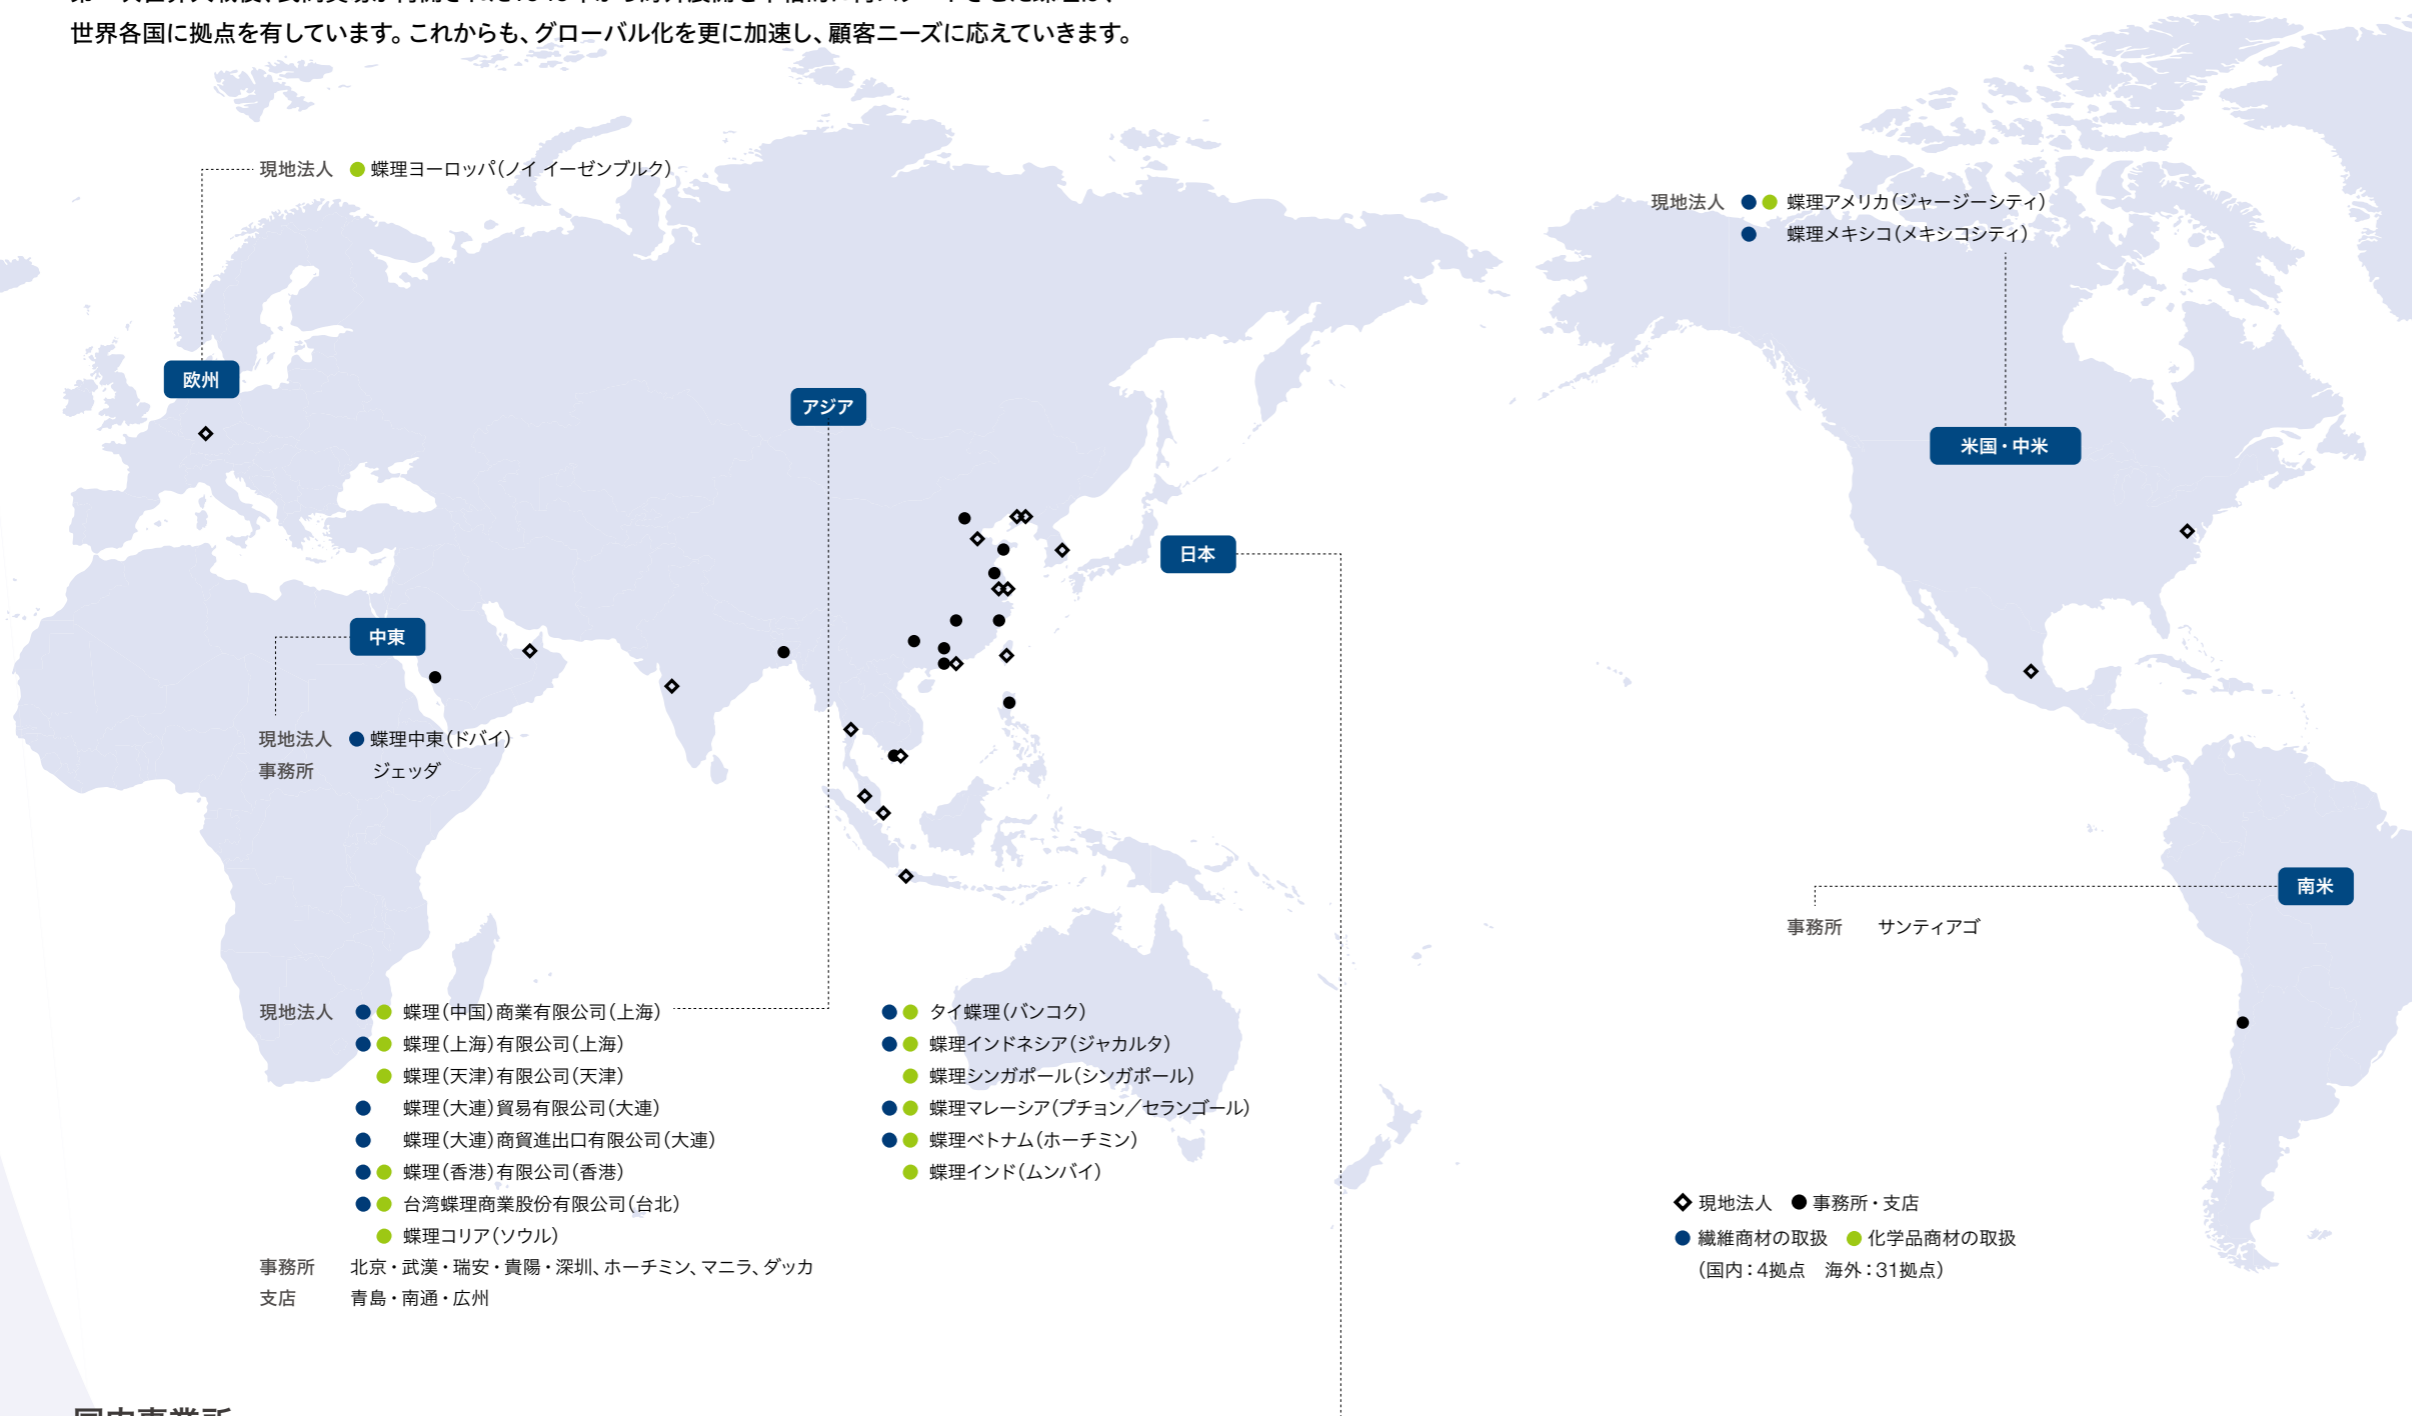 世界各国に拠点を有しています。これからも、グローバル化を更に加速し、顧客ニーズに応えていきます。
現地法人 蝶理ヨーロッパ(ノイ イーゼンブルク)
欧州
現地法人 蝶理アメリカ(ジャージーシティ)
蝶理メキシコ(メキシコシティ)
米国・中米
アジア
日本
中東
現地法人 蝶理中東(ドバイ)
事務所 ジェッダ
南米
事務所 サンティアゴ
現地法人 蝶理(中国)商業有限公司(上海)
蝶理(上海)有限公司(上海)
蝶理(天津)有限公司(天津)
蝶理(大連)貿易有限公司(大連)
蝶理(大連)商貿進出口有限公司(大連)
蝶理(香港)有限公司(香港)
台湾蝶理商業股份有限公司(台北)
蝶理コリア(ソウル)
タイ蝶理(バンコク)
蝶理インドネシア(ジャカルタ)
蝶理シンガポール(シンガポール)
蝶理マレーシア(プチョン/セランゴール)
蝶理ベトナム(ホーチミン)
蝶理インド(ムンバイ)
事務所 北京・武漢・瑞安・貴陽・深圳、ホーチミン、マニラ、ダッカ
支店 青島・南通・広州
現地法人 事務所・支店
繊維商材の取扱 化学品商材の取扱
(国内:4拠点 海外:31拠点)